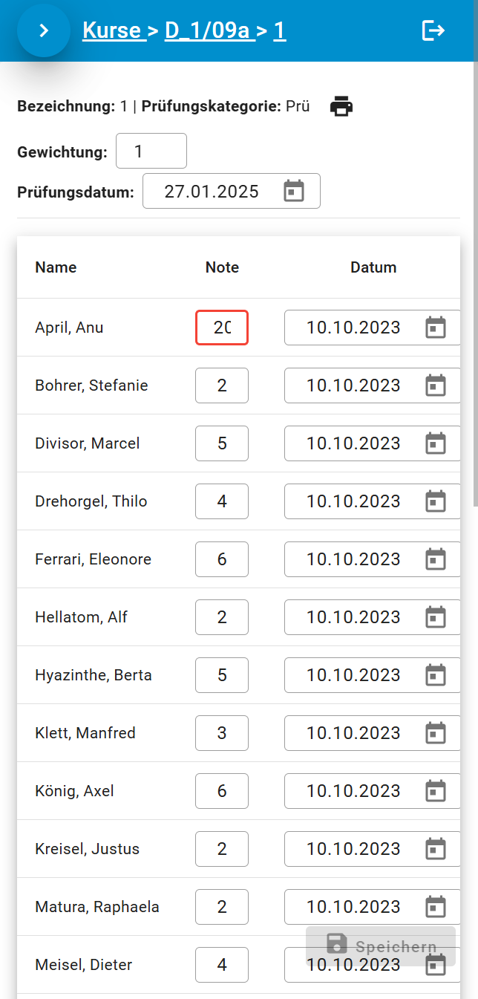 Kurse > D_1/09a > 1
Bezeichnung: 1 | Prüfungskategorie: Prü
Gewichtung: 1
Prüfungsdatum: 27.01.2025
Name Note Datum
April, Anu 20 10.10.2023
Bohrer, Stefanie 2 10.10.2023
Divisor, Marcel 5 10.10.2023
Drehorgel, Thilo 4 10.10.2023
Ferrari, Eleonore 6 10.10.2023
Hellatom, Alf 2 10.10.2023
Hyazinthe, Berta 5 10.10.2023
Klett, Manfred 3 10.10.2023
König, Axel 6 10.10.2023
Kreisel, Justus 2 10.10.2023
Matura, Raphaela 2 10.10.2023
Speichern
Meisel, Dieter 4 10.10.2023